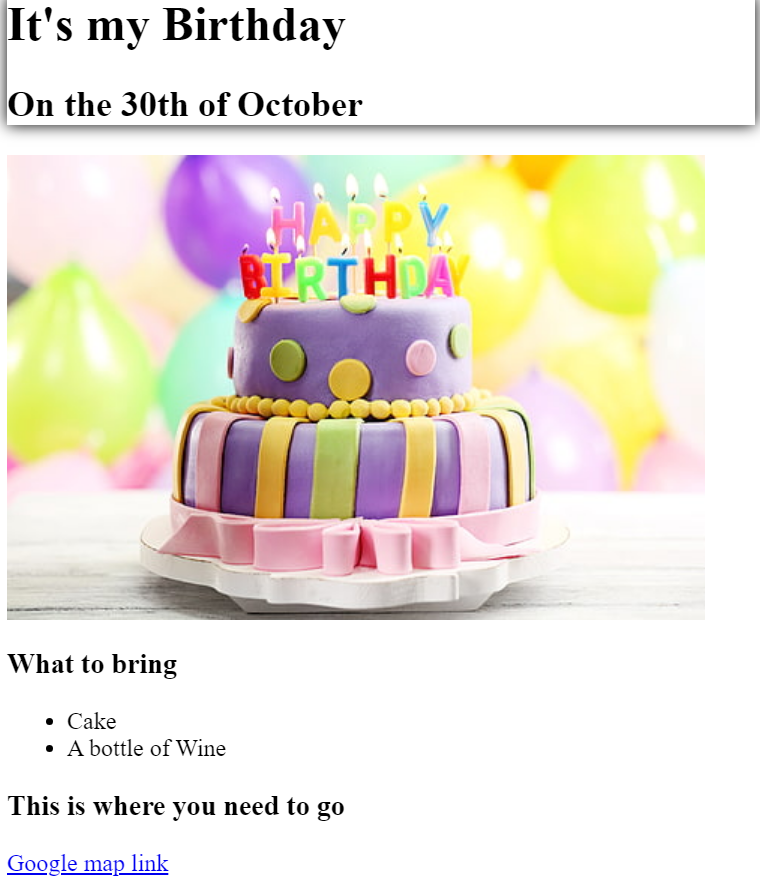 It's my Birthday
On the 30th of October
HAPPY
BIRTHDAY
What to bring
Cake
A bottle of Wine
This is where you need to go
Google map link